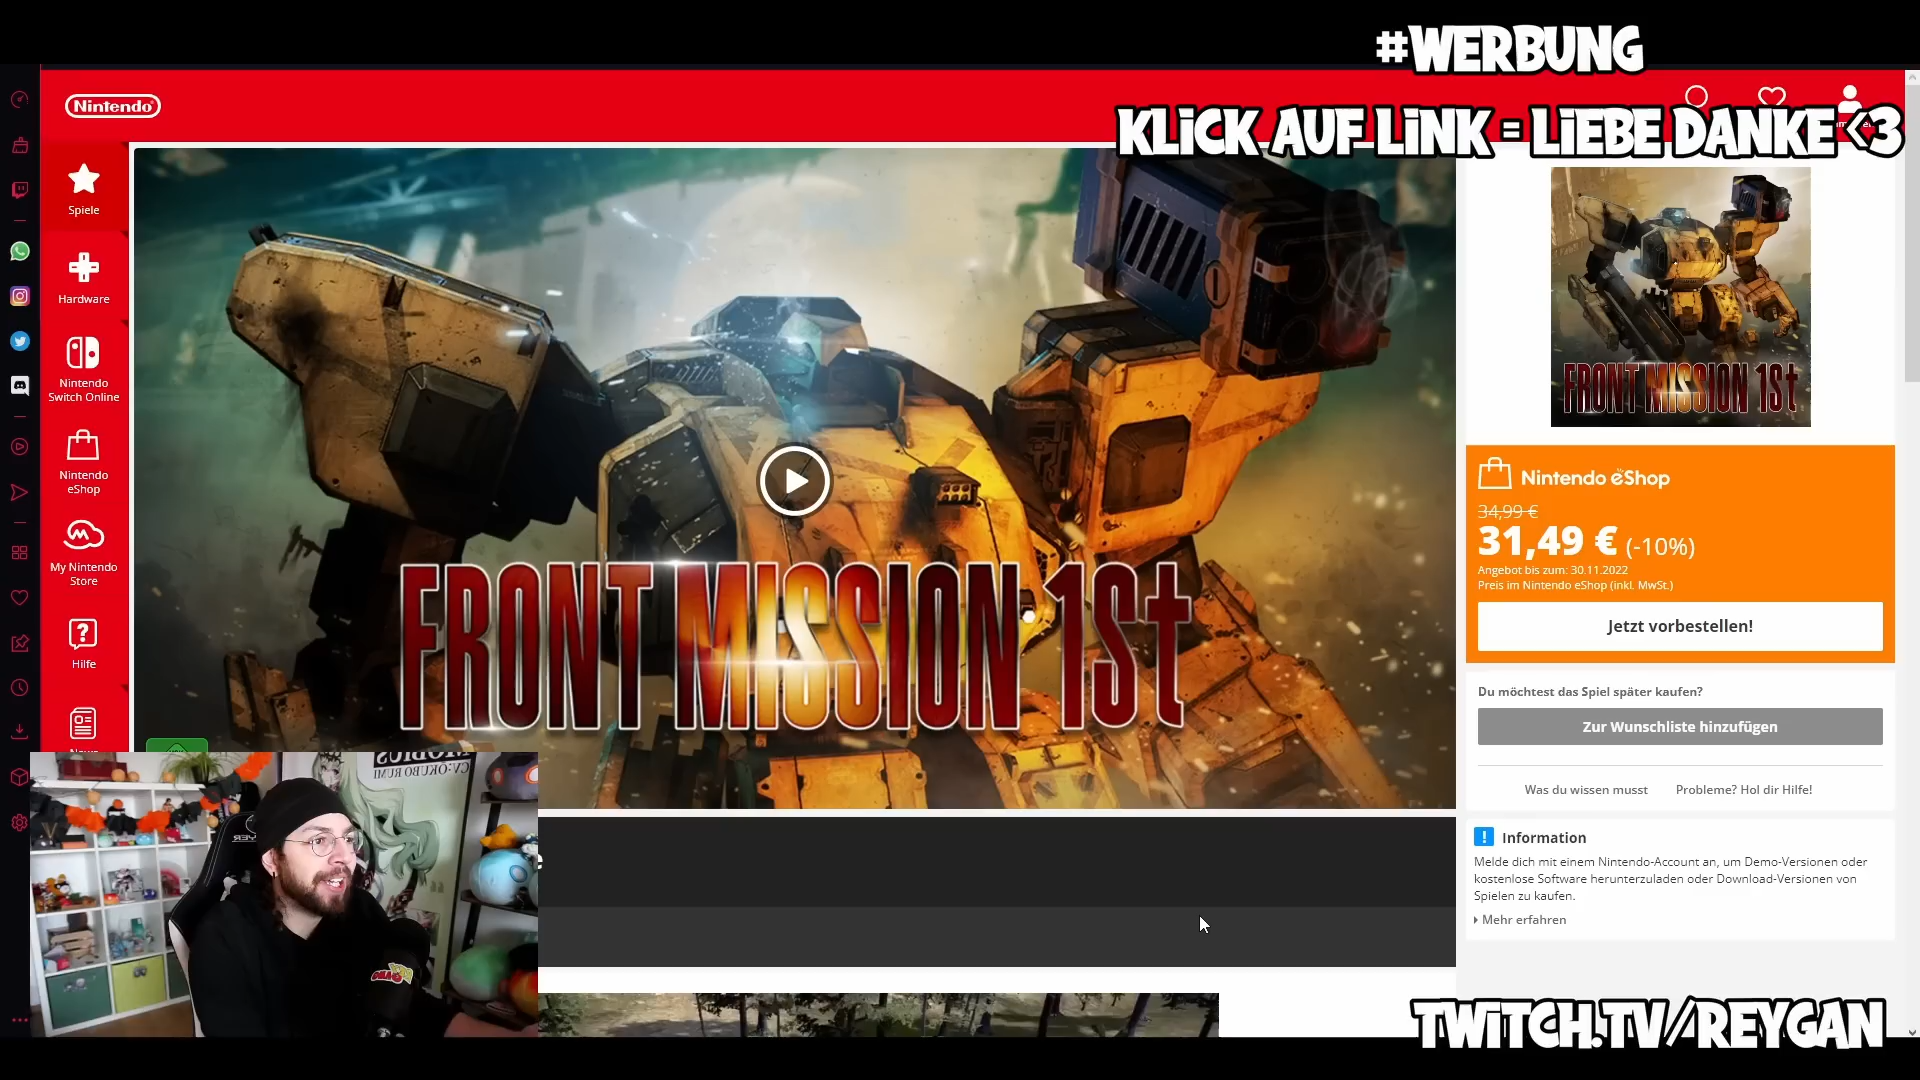 #WERBUNG
KLICK AUF LINK = LIEBE DANKE <3
Nintendo
Spiele
Hardware
Nintendo
Switch Online
Nintendo
eShop
My Nintendo
Store
Hilfe
FRONT MISSION 1St
FRONT MISSION 1St
Nintendo eShop
34,99 €
31,49 € (-10%)
Angebot bis zum: 30.11.2022
Preis im Nintendo eShop (inkl. MwSt.)
Jetzt vorbestellen!
Du möchtest das Spiel später kaufen?
Zur Wunschliste hinzufügen
Was du wissen musst
Probleme? Hol dir Hilfe!
Information
Melde dich mit einem Nintendo-Account an, um Demo-Versionen oder
kostenlose Software herunterzuladen oder Download-Versionen von
Spielen zu kaufen.
Mehr erfahren
TWITCH.TV/REYGAN